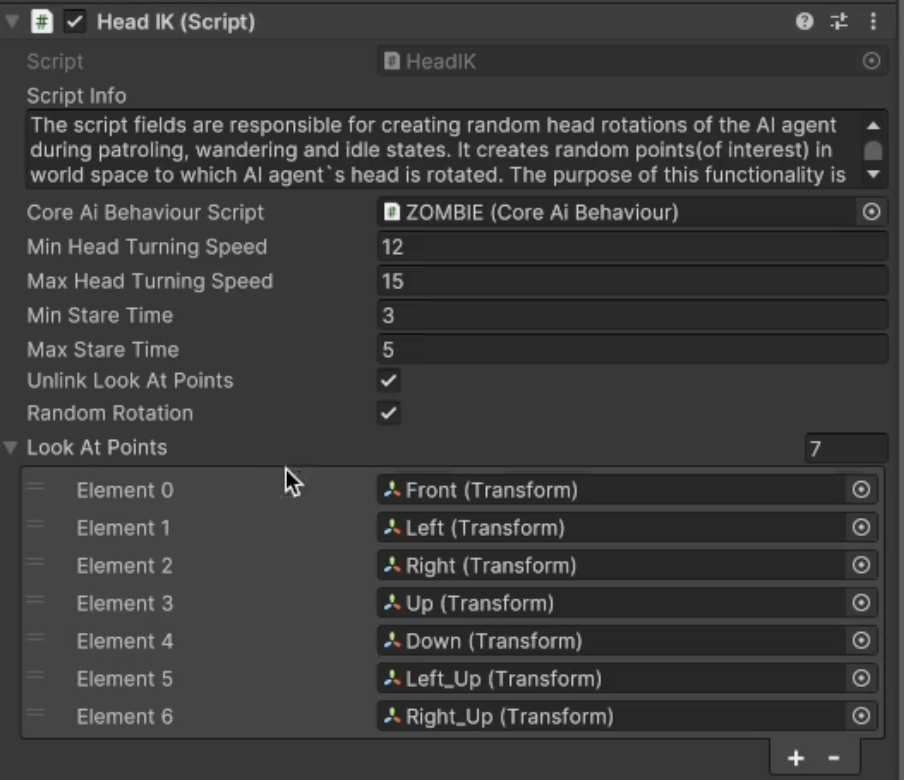 Head IK (Script)
Script HeadIK
Script Info
The script fields are responsible for creating random head rotations of the AI agent
during patroling, wandering and idle states. It creates random points(of interest) in
world space to which AI agent`s head is rotated. The purpose of this functionality is
Core Ai Behaviour Script ZOMBIE (Core Ai Behaviour)
Min Head Turning Speed 12
Max Head Turning Speed 15
Min Stare Time 3
Max Stare Time 5
Unlink Look At Points
Random Rotation
Look At Points 7
Element 0 Front (Transform)
Element 1 Left (Transform)
Element 2 Right (Transform)
Element 3 Up (Transform)
Element 4 Down (Transform)
Element 5 Left_Up (Transform)
Element 6 Right_Up (Transform)